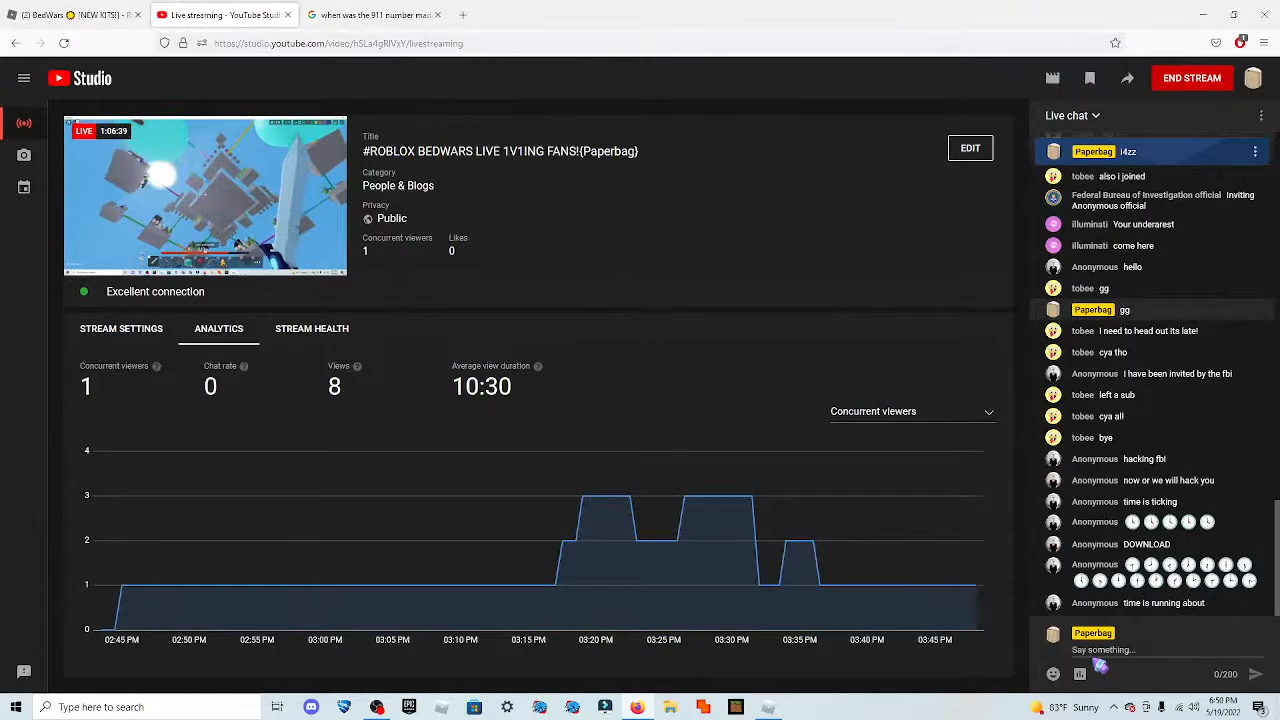 (2) BedWars 🌞 [NEW KITS!] - R
Live streaming - YouTube Studio
when was the 911 number mad
https://studio.youtube.com/video/
/livestreaming
Studio
END STREAM
LIVE 1:06:39
Title
#ROBLOX BEDWARS LIVE 1V1ING FANS!{Paperbag}
EDIT
Category
People & Blogs
Privacy
Public
Concurrent viewers Likes
1 0
Excellent connection
STREAM SETTINGS ANALYTICS STREAM HEALTH
Concurrent viewers Chat rate Views Average view duration
1 0 8 10:30
Concurrent viewers
4
3
2
1
0
02:45 PM 02:50 PM 02:55 PM 03:00 PM 03:05 PM 03:10 PM 03:15 PM 03:20 PM 03:25 PM 03:30 PM 03:35 PM 03:40 PM 03:45 PM
Live chat
Paperbag i4zz
tobee also i joined
Federal Bureau of Investigation official Inviting
Anonymous official
illuminati Your underarest
illuminati come here
Anonymous hello
tobee gg
Paperbag gg
tobee I need to head out its late!
tobee cya tho
Anonymous I have been invited by the fbi
tobee left a sub
tobee cya all
tobee bye
Anonymous hacking fbi
Anonymous now or we will hack you
Anonymous time is ticking
Anonymous 🕓🕓🕓🕓🕓
Anonymous DOWNLOAD
Anonymous 🕓🕓🕓🕓🕓🕓🕓
🕓🕓🕓🕓🕓🕓🕓🕓🕓🕓
Anonymous time is running about
Paperbag
Say something...
0/200
Type here to search
83°F Sunny
6:50 PM
5/19/2022